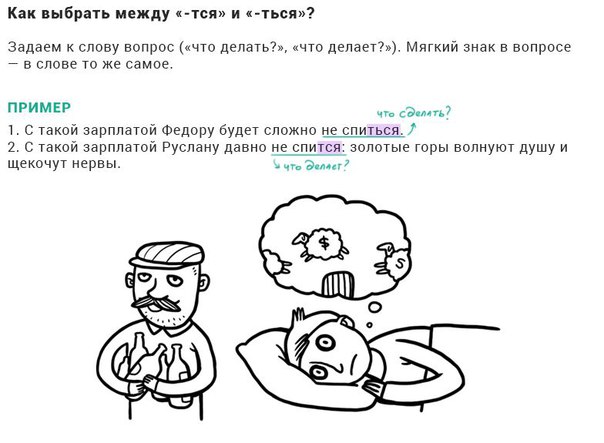 Как выбрать между «-тся» и «-ться»?
Задаем к слову вопрос («что делать?», «что делает?»). Мягкий знак в вопросе
— в слове то же самое.
ПРИМЕР
что сделать?
1. С такой зарплатой Федору будет сложно не спиться.
2. С такой зарплатой Руслану давно не спится: золотые горы волнуют душу и
щекочут нервы.
что делает?
$
S